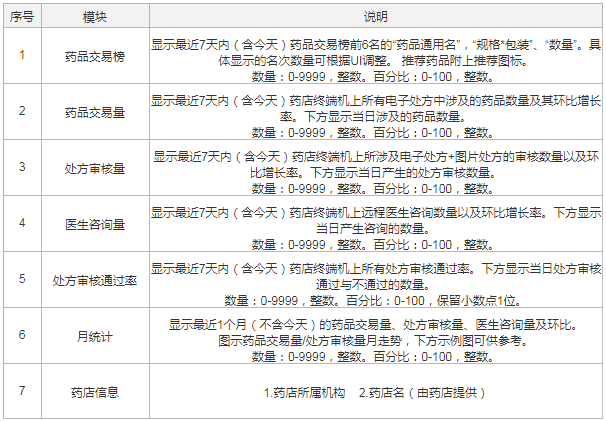 序号 模块 说明
1 药品交易榜 显示最近7天内（含今天）药品交易榜前6名的“药品通用名”，“规格*包装”、“数量”。具
体显示的名次数量可根据UI调整。 推荐药品附上推荐图标。
数量：0-9999，整数。百分比：0-100，整数。
2 药品交易量 显示最近7天内（含今天）药店终端机上所有电子处方中涉及的药品数量及其环比增长
率。下方显示当日涉及的药品数量。
数量：0-9999，整数。百分比：0-100，整数。
3 处方审核量 显示最近7天内（含今天）药店终端机上所涉及电子处方+图片处方的审核数量以及环
比增长率。下方显示当日产生的处方审核数量。
数量：0-9999，整数。百分比：0-100，整数。
4 医生咨询量 显示最近7天内（含今天）药店终端机上远程医生咨询数量以及环比增长率。下方显示
当日产生咨询的数量。
数量：0-9999，整数。百分比：0-100，整数。
5 处方审核通过率 显示最近7天内（含今天）药店终端机上所有处方审核通过率。下方显示当日处方审核
通过与不通过的数量。
数量：0-9999，整数。百分比：0-100，保留小数点1位。
6 月统计 显示最近1个月（不含今天）的药品交易量、处方审核量、医生咨询量及环比。
图示药品交易量/处方审核量月走势，下方示例图可供参考。
数量：0-9999，整数。百分比：0-100，整数。
7 药店信息 1.药店所属机构 2.药店名（由药店提供）